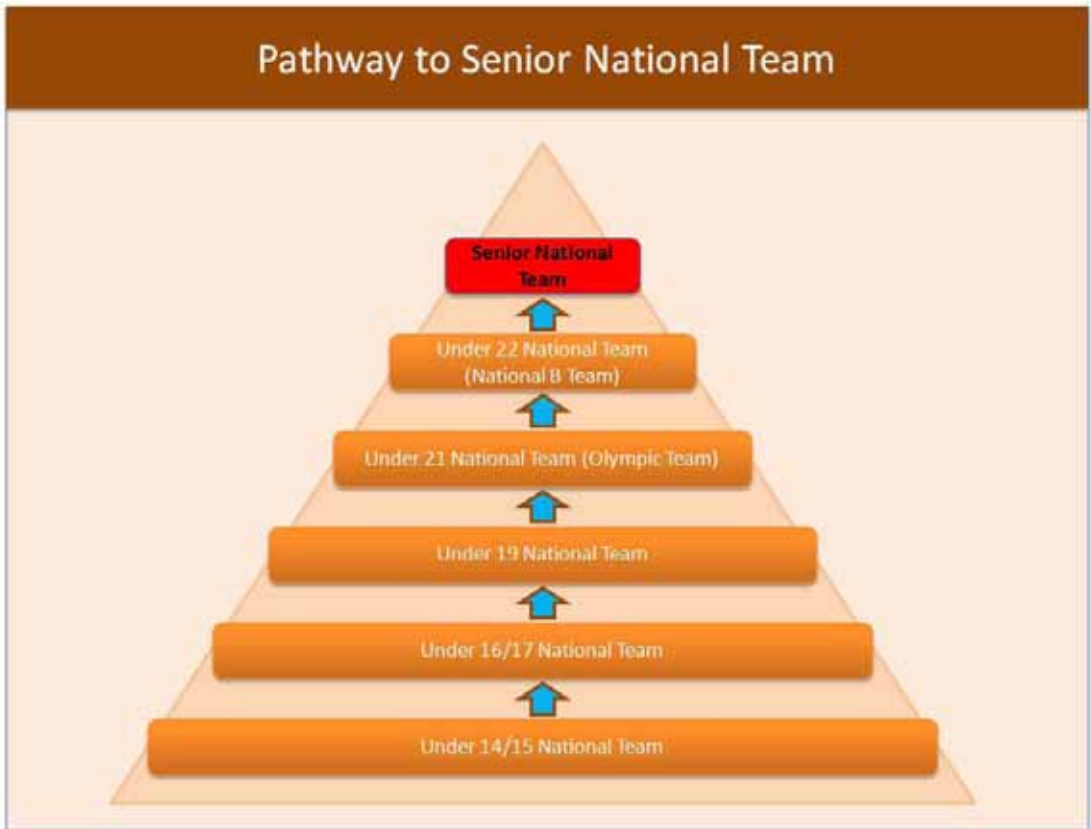 Pathway to Senior National Team
Senior National
Team
Under 22 National Team
(National B Team)
Under 21 National Team (Olympic Team)
Under 19 National Team
Under 16/17 National Team
Under 14/15 National Team